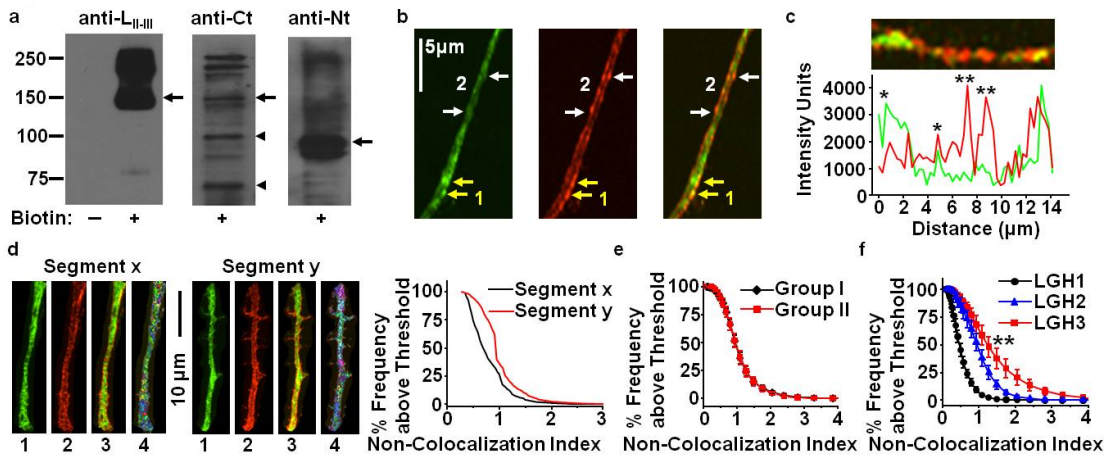 a
anti-LII-III anti-Ct anti-Nt
250
150
100
75
Biotin: – + + +
b
5µm
2 2
1 1
c
Intensity Units
4000
3000
2000
1000
0
* * ** **
0 2 4 6 8 10 12 14
Distance (µm)
d
Segment x Segment y
10 µm
1 2 3 4 1 2 3 4
% Frequency above Threshold
100
75
50
25
0
Segment x
Segment y
0 1 2 3
Non-Colocalization Index
e
% Frequency above Threshold
100
75
50
25
0
Group I
Group II
0 1 2 3 4
Non-Colocalization Index
f
% Frequency above Threshold
100
75
50
25
0
LGH1
LGH2
LGH3
**
0 1 2 3 4
Non-Colocalization Index